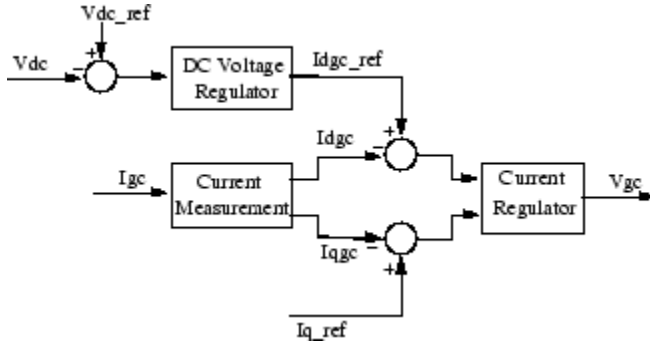 Vdc_ref
+
Vdc
−
DC Voltage
Regulator
Idgc_ref
+
−
Idgc
Igc
Current
Measurement
Current
Regulator
Vgc
Iqgc
−
+
Iq_ref